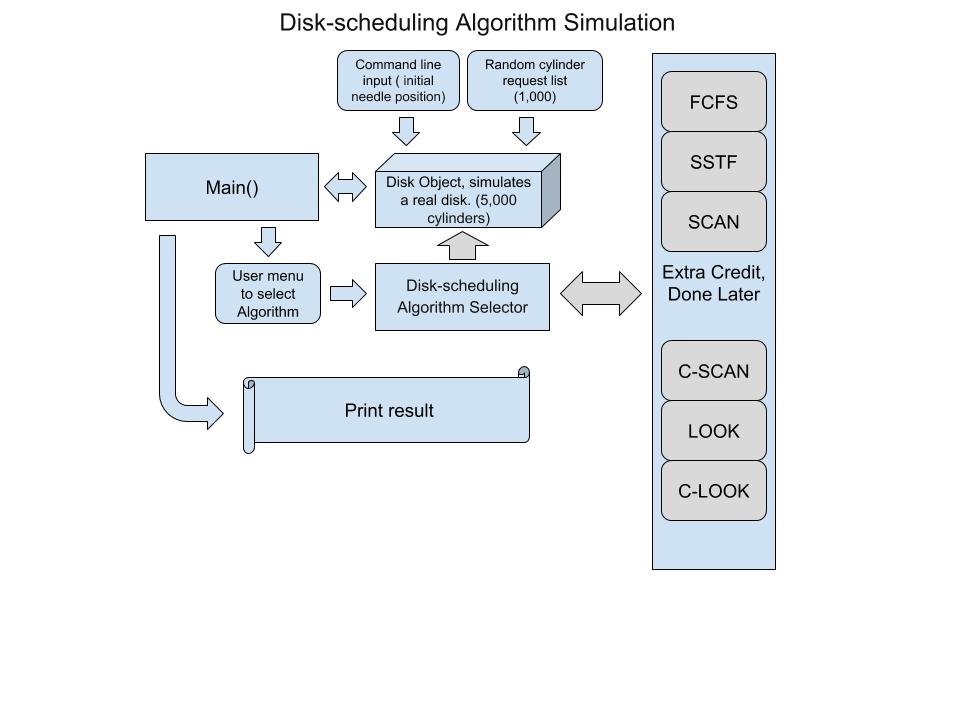 Disk-scheduling Algorithm Simulation
Command line
input ( initial
needle position)
Random cylinder
request list
(1,000)
FCFS
SSTF
SCAN
Extra Credit,
Done Later
C-SCAN
LOOK
C-LOOK
Main()
Disk Object, simulates
a real disk. (5,000
cylinders)
User menu
to select
Algorithm
Disk-scheduling
Algorithm Selector
Print result